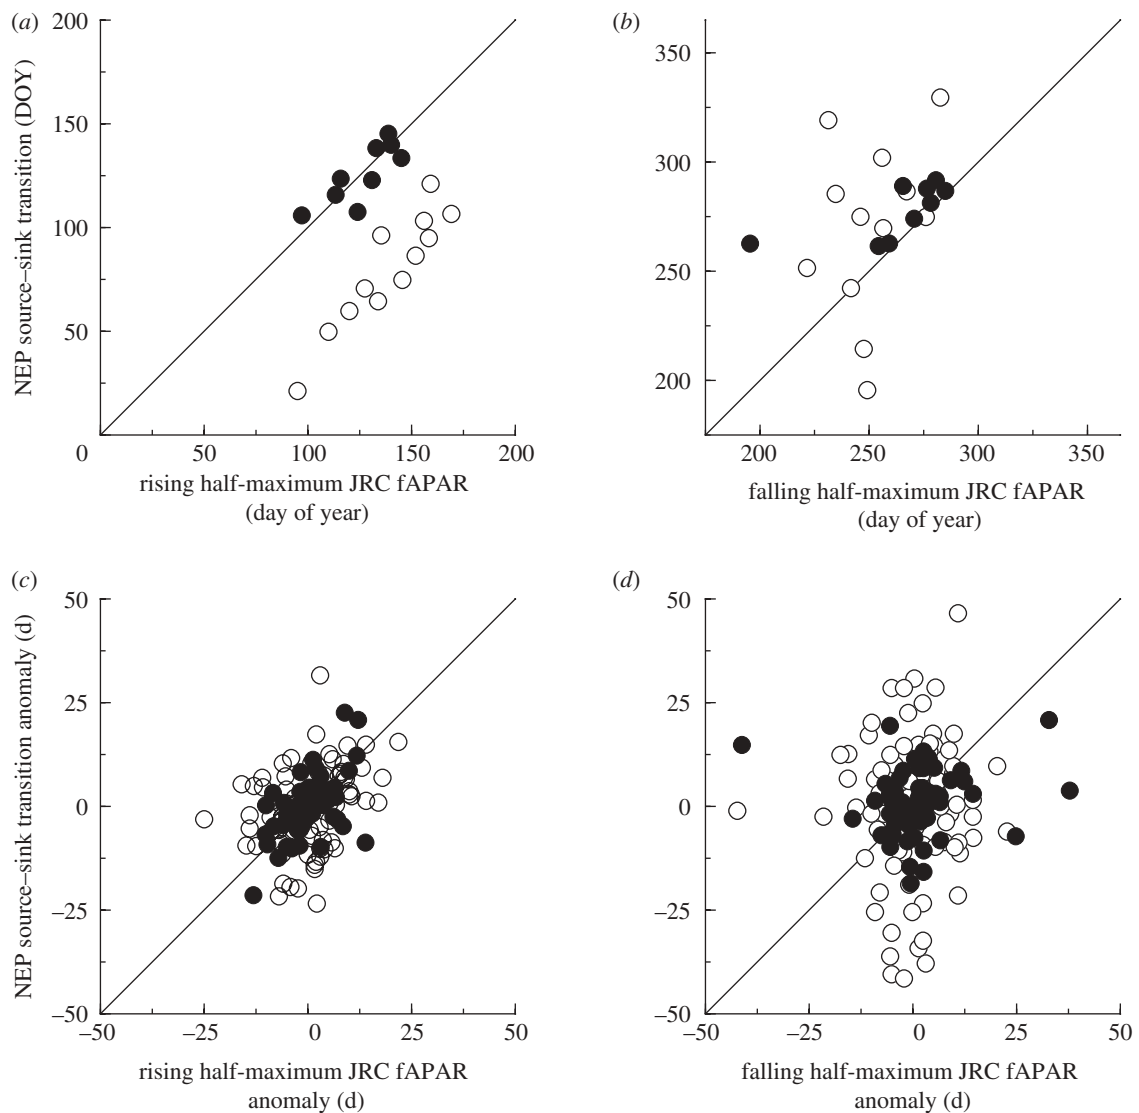 (a)
200
150
100
50
0
50
100
150
200
NEP source–sink transition (DOY)
rising half-maximum JRC fAPAR
(day of year)
(b)
350
300
250
200
200
250
300
350
falling half-maximum JRC fAPAR
(day of year)
(c)
50
25
0
–25
–50
–50
–25
0
25
50
NEP source–sink transition anomaly (d)
rising half-maximum JRC fAPAR
anomaly (d)
(d)
50
25
0
–25
–50
–50
–25
0
25
50
falling half-maximum JRC fAPAR
anomaly (d)